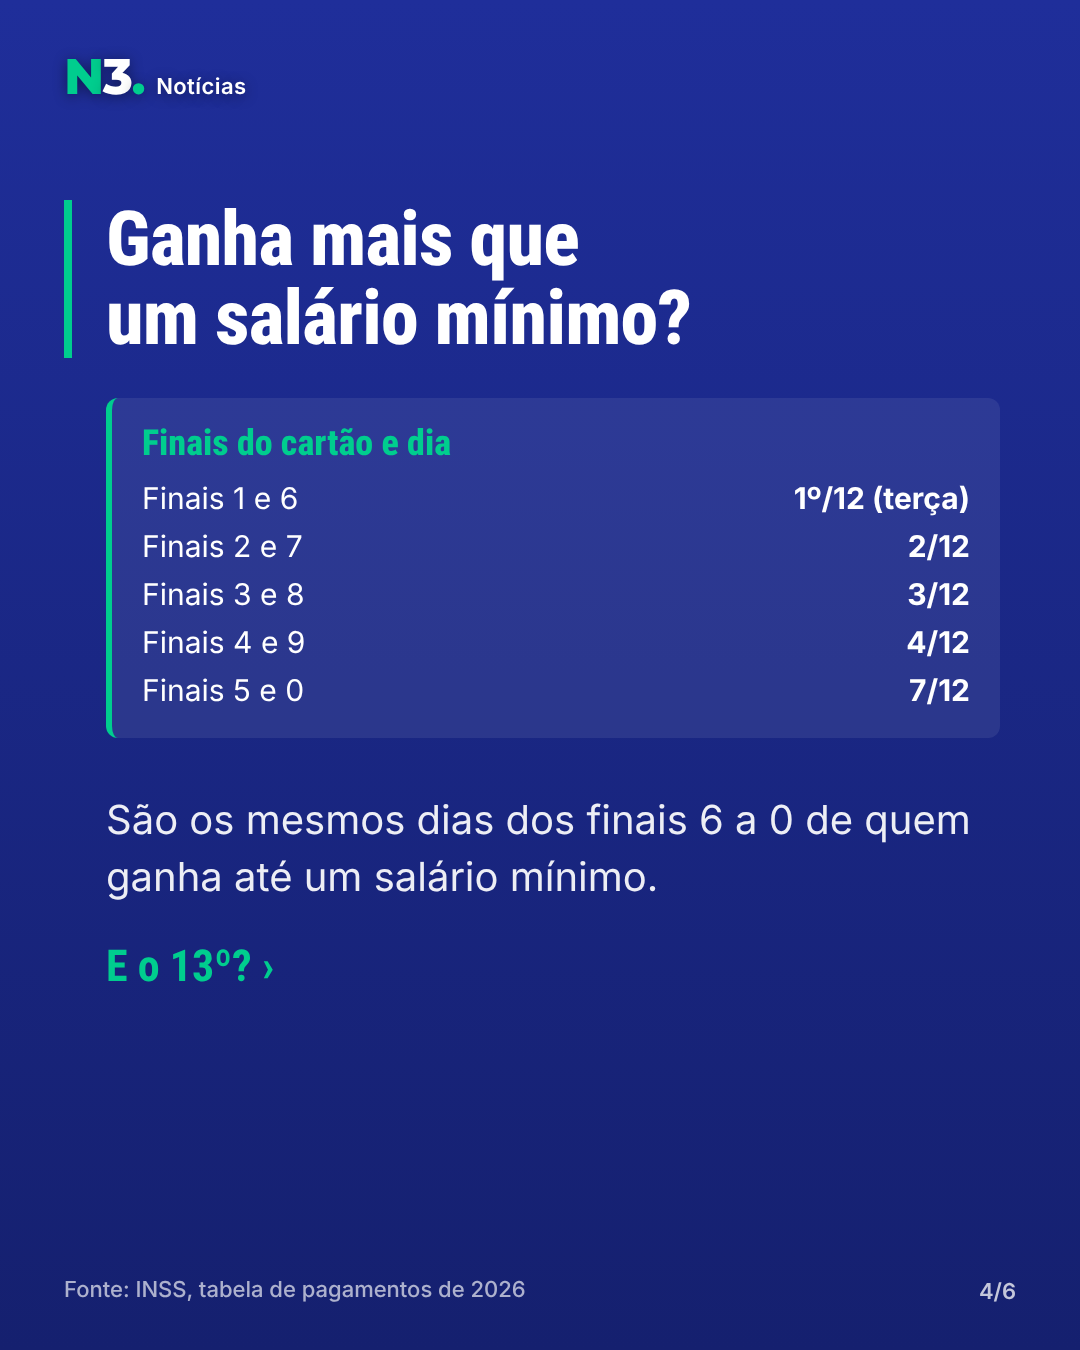 N3. Notícias
Ganha mais que
um salário mínimo?
Finais do cartão e dia
Finais 1 e 6 1º/12 (terça)
Finais 2 e 7 2/12
Finais 3 e 8 3/12
Finais 4 e 9 4/12
Finais 5 e 0 7/12
São os mesmos dias dos finais 6 a 0 de quem
ganha até um salário mínimo.
E o 13º? ›
Fonte: INSS, tabela de pagamentos de 2026 4/6